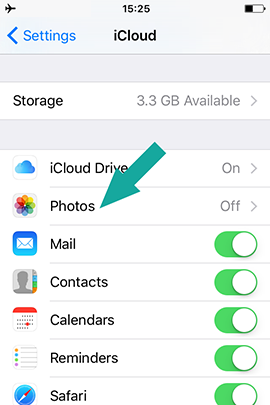 15:25
Settings iCloud
Storage 3.3 GB Available
iCloud Drive On
Photos Off
Mail
Contacts
Calendars
Reminders
Safari